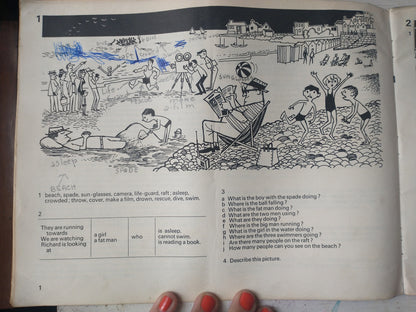 1
the
a film
asleep
spade
BEACH
1 beach, spade, sun-glasses, camera, life-guard, raft; asleep,
crowded; throw, cover, make a film, drown, rescue, dive, swim.
2
They are running
towards
We are watching
Richard is looking
at
a girl
a fat man
who
is asleep.
cannot swim.
is reading a book.
3
a What is the boy with the spade doing?
b Where is the ball falling?
c What is the fat man doing?
d What are the two men using?
e What are they doing?
f Where is the big man running?
g What is the girl in the water doing?
h Where are the three swimmers going?
i Are there many people on the raft?
j How many people can you see on the beach?
4 Describe this picture.
1
2